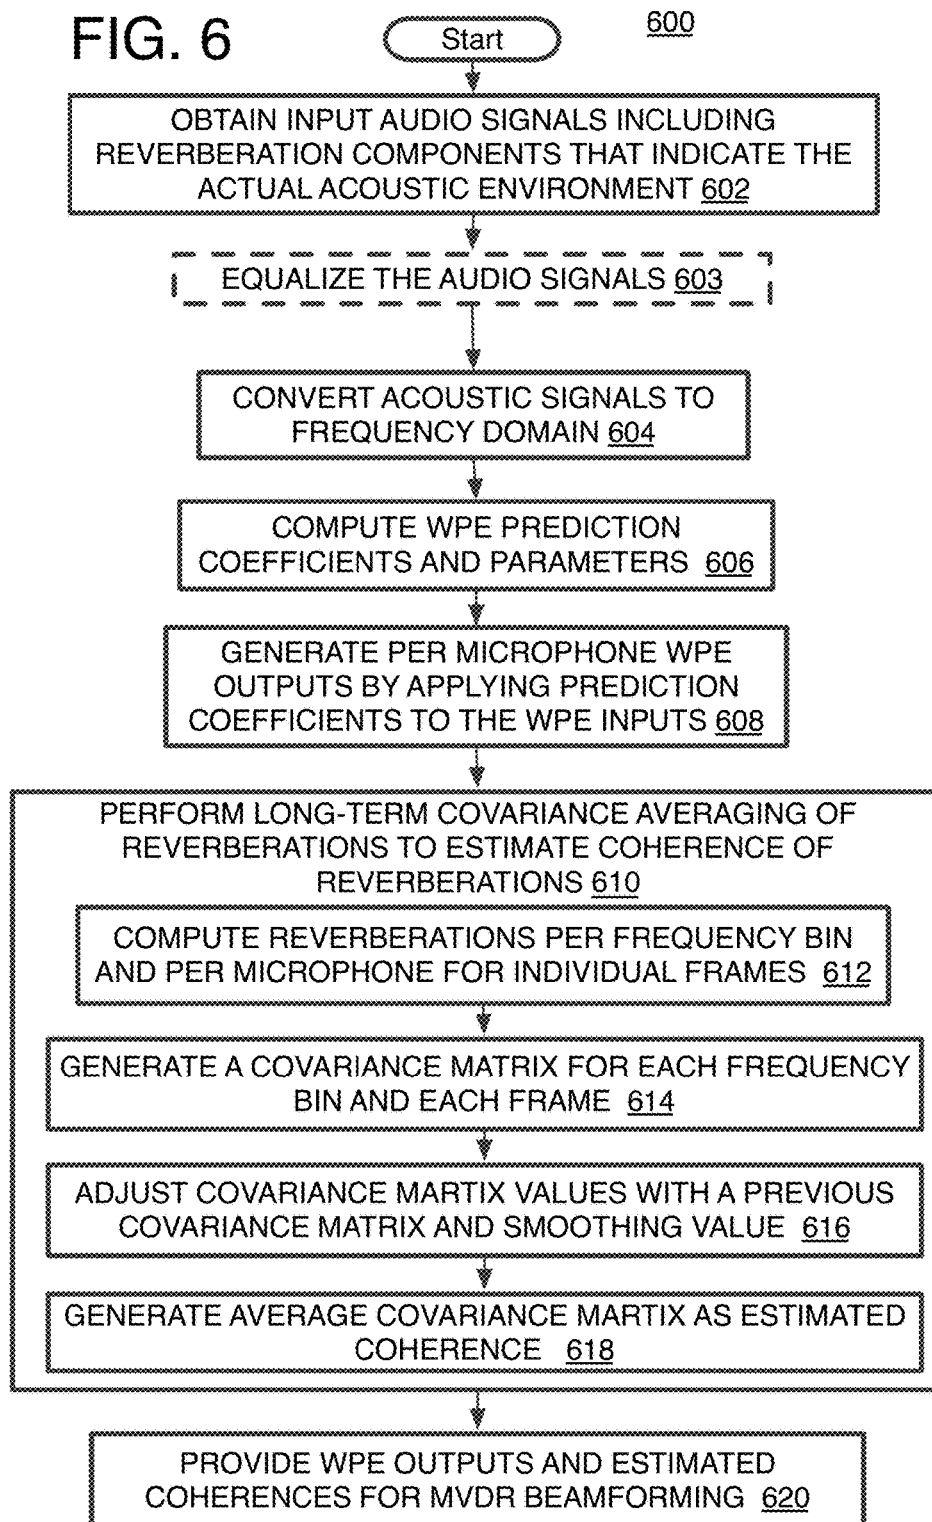 FIG. 6
Start
600
OBTAIN INPUT AUDIO SIGNALS INCLUDING
REVERBERATION COMPONENTS THAT INDICATE THE
ACTUAL ACOUSTIC ENVIRONMENT 602
EQUALIZE THE AUDIO SIGNALS 603
CONVERT ACOUSTIC SIGNALS TO
FREQUENCY DOMAIN 604
COMPUTE WPE PREDICTION
COEFFICIENTS AND PARAMETERS 606
GENERATE PER MICROPHONE WPE
OUTPUTS BY APPLYING PREDICTION
COEFFICIENTS TO THE WPE INPUTS 608
PERFORM LONG-TERM COVARIANCE AVERAGING OF
REVERBERATIONS TO ESTIMATE COHERENCE OF
REVERBERATIONS 610
COMPUTE REVERBERATIONS PER FREQUENCY BIN
AND PER MICROPHONE FOR INDIVIDUAL FRAMES 612
GENERATE A COVARIANCE MATRIX FOR EACH FREQUENCY
BIN AND EACH FRAME 614
ADJUST COVARIANCE MARTIX VALUES WITH A PREVIOUS
COVARIANCE MATRIX AND SMOOTHING VALUE 616
GENERATE AVERAGE COVARIANCE MARTIX AS ESTIMATED
COHERENCE 618
PROVIDE WPE OUTPUTS AND ESTIMATED
COHERENCES FOR MVDR BEAMFORMING 620